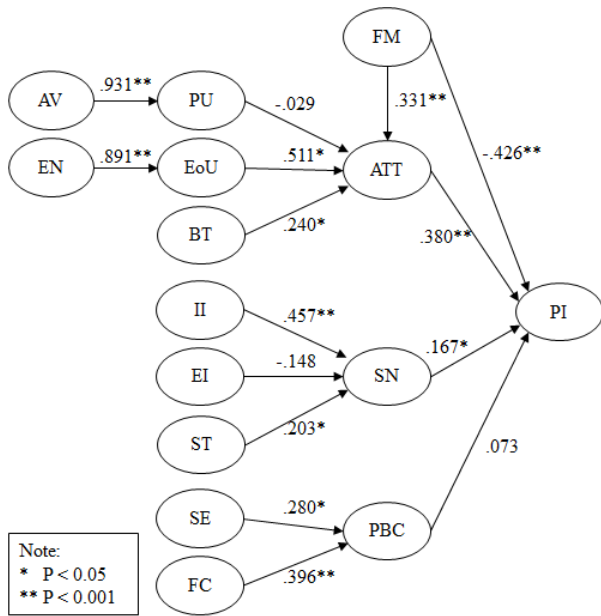 FM
.931**
AV
PU
-.029
.331**
EN
.891**
EoU
.511*
ATT
-.426**
BT
.240*
.380**
II
.457**
PI
EI
-.148
SN
.167*
ST
.203*
.073
SE
.280*
PBC
FC
.396**
Note:
* P < 0.05
** P < 0.001